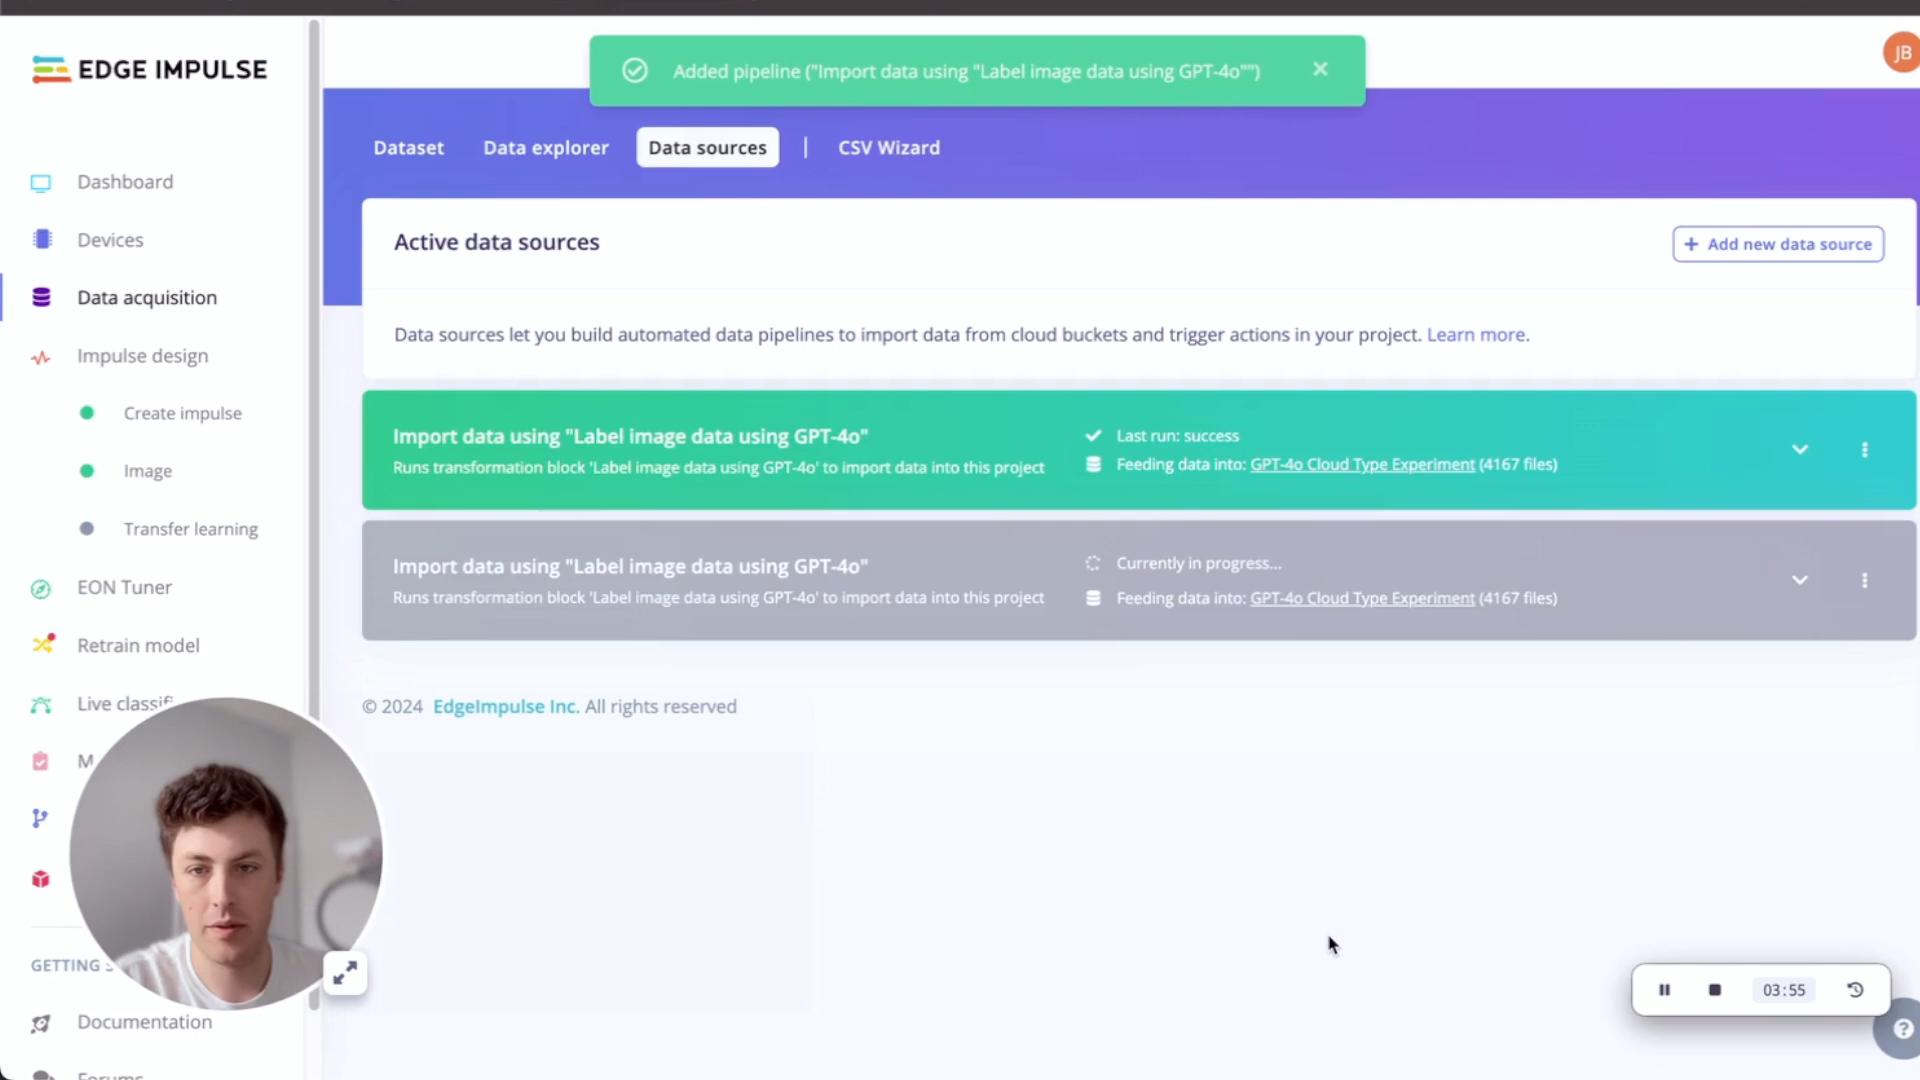 EDGE IMPULSE
Added pipeline ("Import data using "Label image data using GPT-4o"")
JB
Dataset
Data explorer
Data sources
|
CSV Wizard
Dashboard
Devices
Data acquisition
Impulse design
Create impulse
Image
Transfer learning
EON Tuner
Retrain model
Live classifi
M
GETTING S
Documentation
Forums
Active data sources
+ Add new data source
Data sources let you build automated data pipelines to import data from cloud buckets and trigger actions in your project. Learn more.
Import data using "Label image data using GPT-4o"
Runs transformation block 'Label image data using GPT-4o' to import data into this project
Last run: success
Feeding data into: GPT-4o Cloud Type Experiment (4167 files)
Import data using "Label image data using GPT-4o"
Runs transformation block 'Label image data using GPT-4o' to import data into this project
Currently in progress...
Feeding data into: GPT-4o Cloud Type Experiment (4167 files)
© 2024 EdgeImpulse Inc. All rights reserved
03:55
?